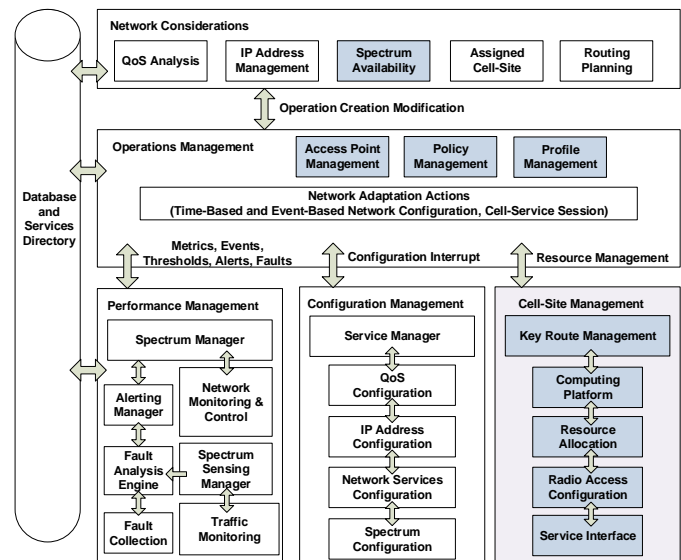 Network Considerations
QoS Analysis
IP Address
Management
Spectrum
Availability
Assigned
Cell-Site
Routing
Planning
Operation Creation Modification
Operations Management
Access Point
Management
Policy
Management
Profile
Management
Network Adaptation Actions
(Time-Based and Event-Based Network Configuration, Cell-Service Session)
Database
and
Services
Directory
Metrics, Events,
Thresholds, Alerts, Faults
Configuration Interrupt
Resource Management
Performance Management
Spectrum Manager
Alerting
Manager
Network
Monitoring &
Control
Fault
Analysis
Engine
Spectrum
Sensing
Manager
Fault
Collection
Traffic
Monitoring
Configuration Management
Service Manager
QoS
Configuration
IP Address
Configuration
Network Services
Configuration
Spectrum
Configuration
Cell-Site Management
Key Route Management
Computing
Platform
Resource
Allocation
Radio Access
Configuration
Service Interface